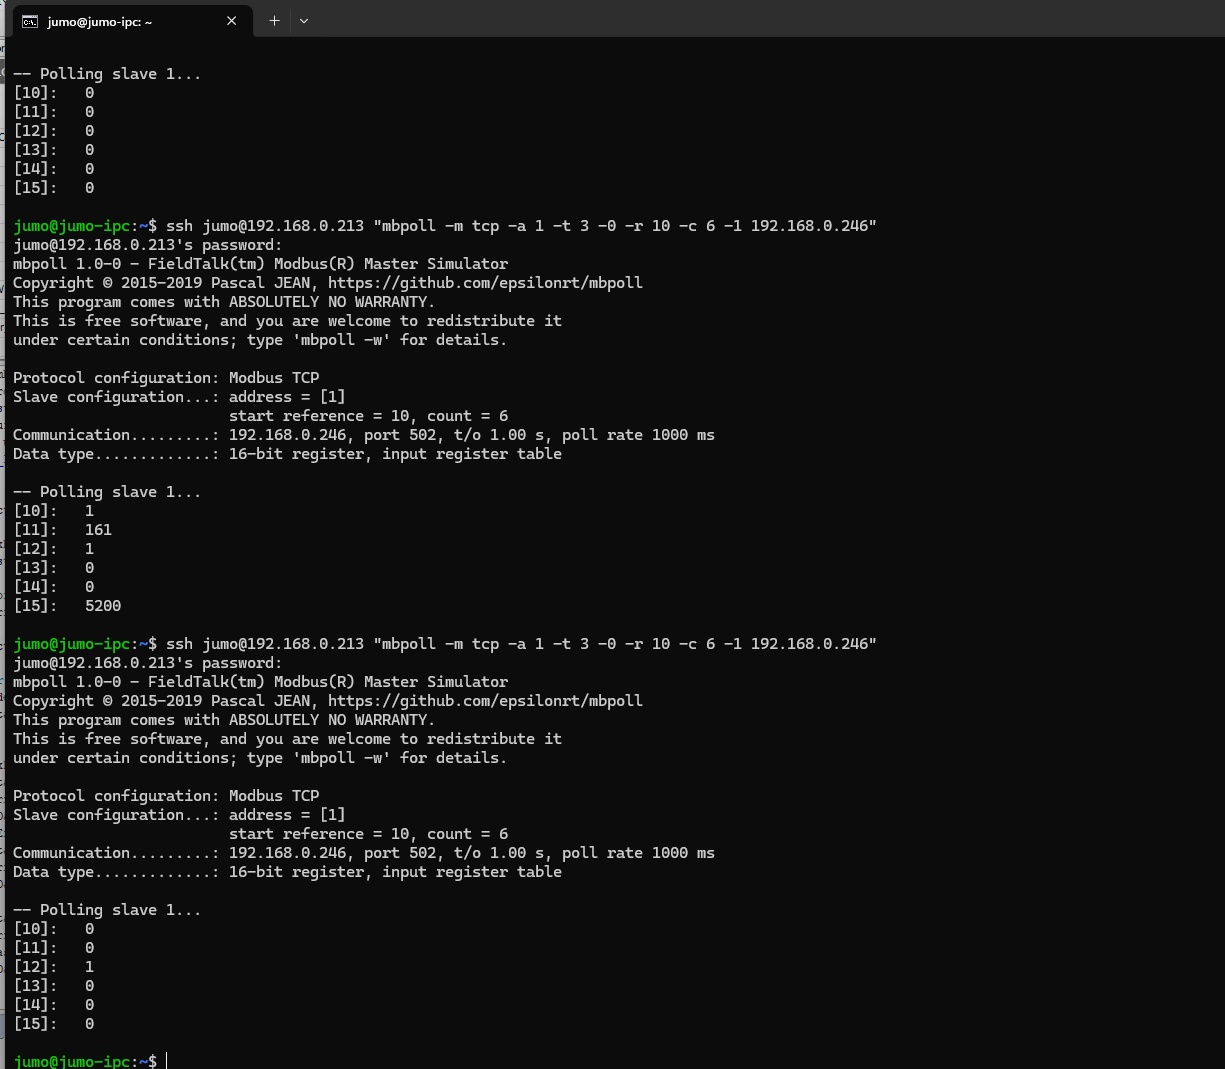 jumo@jumo-ipc: ~
-- Polling slave 1...
[10]:   0
[11]:   0
[12]:   0
[13]:   0
[14]:   0
[15]:   0
jumo@jumo-ipc:~$ ssh jumo@192.168.0.213 "mbpoll -m tcp -a 1 -t 3 -0 -r 10 -c 6 -1 192.168.0.246"
jumo@192.168.0.213's password:
mbpoll 1.0-0 - FieldTalk(tm) Modbus(R) Master Simulator
Copyright © 2015-2019 Pascal JEAN, https://github.com/epsilonrt/mbpoll
This program comes with ABSOLUTELY NO WARRANTY.
This is free software, and you are welcome to redistribute it
under certain conditions; type 'mbpoll -w' for details.
Protocol configuration: Modbus TCP
Slave configuration...: address = [1]
                        start reference = 10, count = 6
Communication.........: 192.168.0.246, port 502, t/o 1.00 s, poll rate 1000 ms
Data type.............: 16-bit register, input register table
-- Polling slave 1...
[10]:   1
[11]:   161
[12]:   1
[13]:   0
[14]:   0
[15]:   5200
jumo@jumo-ipc:~$ ssh jumo@192.168.0.213 "mbpoll -m tcp -a 1 -t 3 -0 -r 10 -c 6 -1 192.168.0.246"
jumo@192.168.0.213's password:
mbpoll 1.0-0 - FieldTalk(tm) Modbus(R) Master Simulator
Copyright © 2015-2019 Pascal JEAN, https://github.com/epsilonrt/mbpoll
This program comes with ABSOLUTELY NO WARRANTY.
This is free software, and you are welcome to redistribute it
under certain conditions; type 'mbpoll -w' for details.
Protocol configuration: Modbus TCP
Slave configuration...: address = [1]
                        start reference = 10, count = 6
Communication.........: 192.168.0.246, port 502, t/o 1.00 s, poll rate 1000 ms
Data type.............: 16-bit register, input register table
-- Polling slave 1...
[10]:   0
[11]:   0
[12]:   1
[13]:   0
[14]:   0
[15]:   0
jumo@jumo-ipc:~$